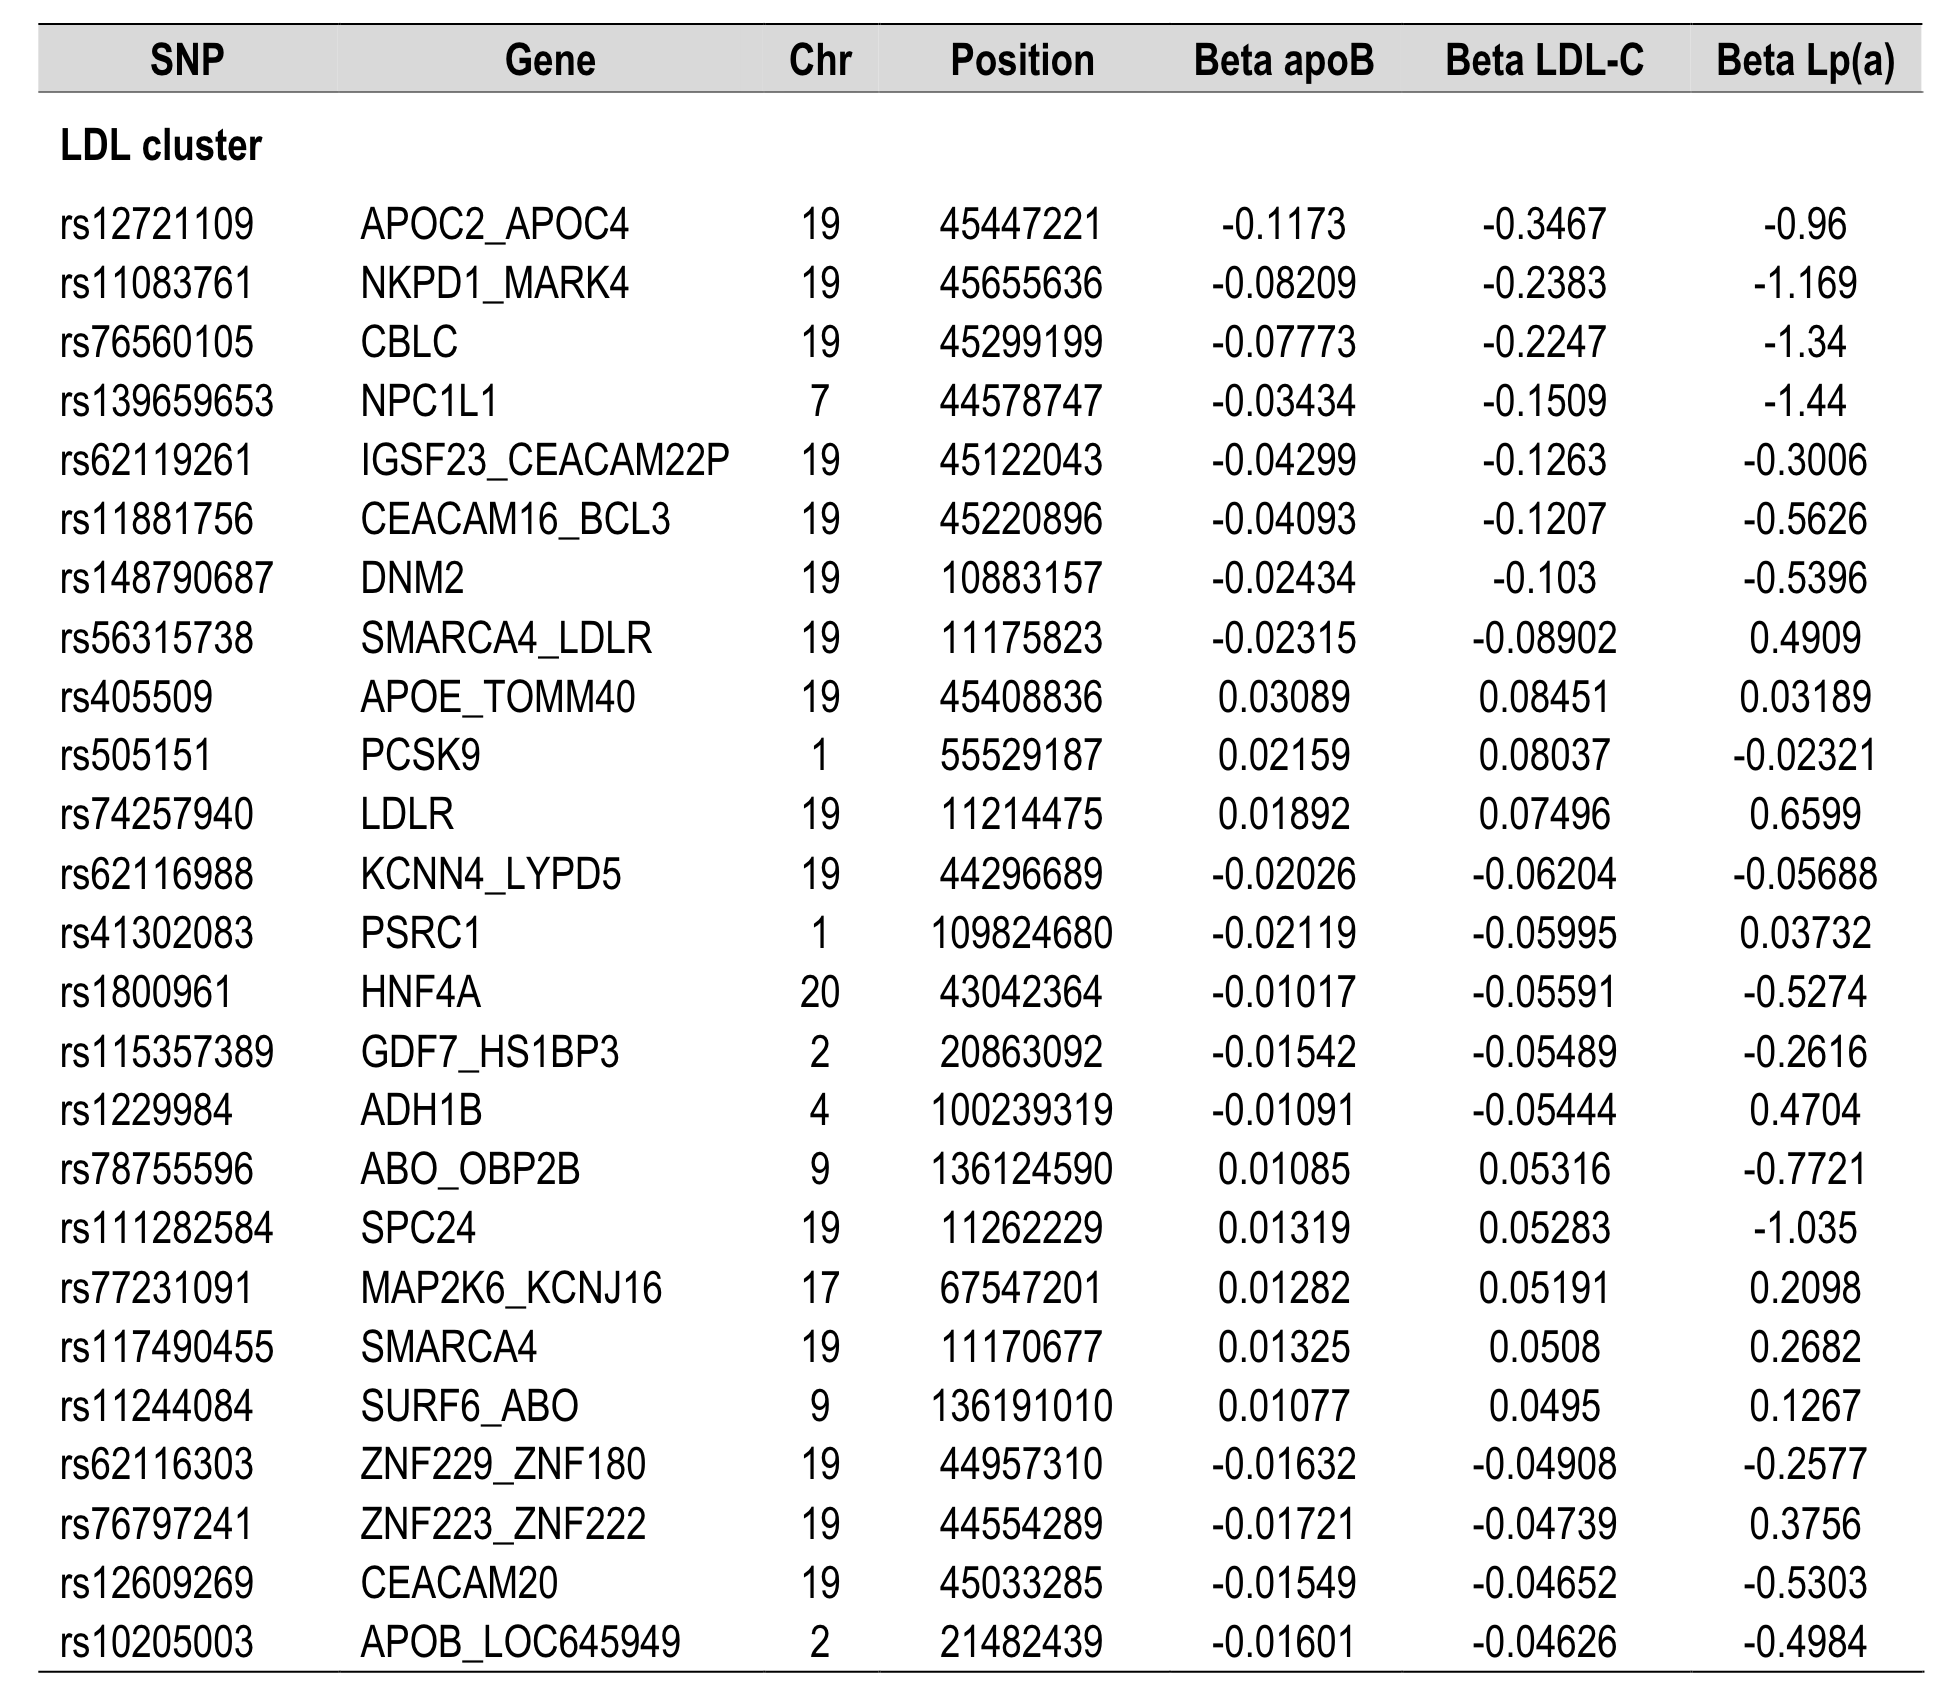 SNP Gene Chr Position Beta apoB Beta LDL-C Beta Lp(a)
LDL cluster
rs12721109 APOC2_APOC4 19 45447221 -0.1173 -0.3467 -0.96
rs11083761 NKPD1_MARK4 19 45655636 -0.08209 -0.2383 -1.169
rs76560105 CBLC 19 45299199 -0.07773 -0.2247 -1.34
rs139659653 NPC1L1 7 44578747 -0.03434 -0.1509 -1.44
rs62119261 IGSF23_CEACAM22P 19 45122043 -0.04299 -0.1263 -0.3006
rs11881756 CEACAM16_BCL3 19 45220896 -0.04093 -0.1207 -0.5626
rs148790687 DNM2 19 10883157 -0.02434 -0.103 -0.5396
rs56315738 SMARCA4_LDLR 19 11175823 -0.02315 -0.08902 0.4909
rs405509 APOE_TOMM40 19 45408836 0.03089 0.08451 0.03189
rs505151 PCSK9 1 55529187 0.02159 0.08037 -0.02321
rs74257940 LDLR 19 11214475 0.01892 0.07496 0.6599
rs62116988 KCNN4_LYPD5 19 44296689 -0.02026 -0.06204 -0.05688
rs41302083 PSRC1 1 109824680 -0.02119 -0.05995 0.03732
rs1800961 HNF4A 20 43042364 -0.01017 -0.05591 -0.5274
rs115357389 GDF7_HS1BP3 2 20863092 -0.01542 -0.05489 -0.2616
rs1229984 ADH1B 4 100239319 -0.01091 -0.05444 0.4704
rs78755596 ABO_OBP2B 9 136124590 0.01085 0.05316 -0.7721
rs111282584 SPC24 19 11262229 0.01319 0.05283 -1.035
rs77231091 MAP2K6_KCNJ16 17 67547201 0.01282 0.05191 0.2098
rs117490455 SMARCA4 19 11170677 0.01325 0.0508 0.2682
rs11244084 SURF6_ABO 9 136191010 0.01077 0.0495 0.1267
rs62116303 ZNF229_ZNF180 19 44957310 -0.01632 -0.04908 -0.2577
rs76797241 ZNF223_ZNF222 19 44554289 -0.01721 -0.04739 0.3756
rs12609269 CEACAM20 19 45033285 -0.01549 -0.04652 -0.5303
rs10205003 APOB_LOC645949 2 21482439 -0.01601 -0.04626 -0.4984